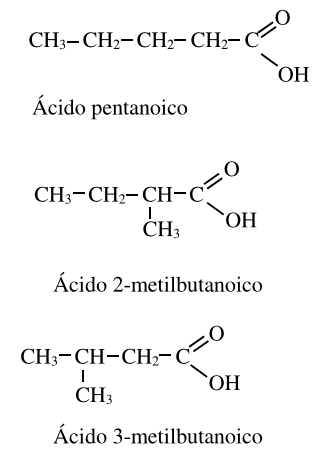 O
CH₃–CH₂–CH₂–CH₂–C
OH
Ácido pentanoico
O
CH₃–CH₂–CH–C
OH
CH₃
Ácido 2-metilbutanoico
O
CH₃–CH–CH₂–C
OH
CH₃
Ácido 3-metilbutanoico